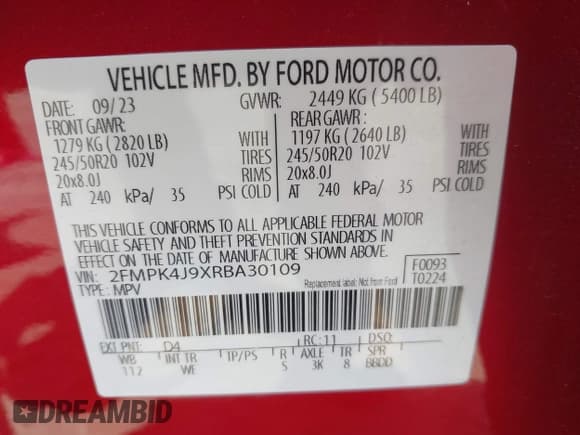 VEHICLE MFD. BY FORD MOTOR CO.
DATE: 09/23 GVWR: 2449 KG ( 5400 LB)
FRONT GAWR: REAR GAWR:
1279 KG ( 2820 LB) WITH 1197 KG ( 2640 LB) WITH
245/50R20 102V TIRES 245/50R20 102V TIRES
20x8.0J RIMS 20x8.0J RIMS
AT 240 kPa/ 35 PSI COLD AT 240 kPa/ 35 PSI COLD
THIS VEHICLE CONFORMS TO ALL APPLICABLE FEDERAL MOTOR
VEHICLE SAFETY AND THEFT PREVENTION STANDARDS IN
EFFECT ON THE DATE OF MANUFACTURE SHOWN ABOVE.
VIN: 2FMPK4J9XRBA30109 Replacement label: Not from Ford F0093
TYPE: MPV T0224
EXT PNT: D4 RC: 11 DSO:
WB INT TR TP/PS R AXLE TR SPR
112 WE S 3K 8 BBDD
DREAMBID